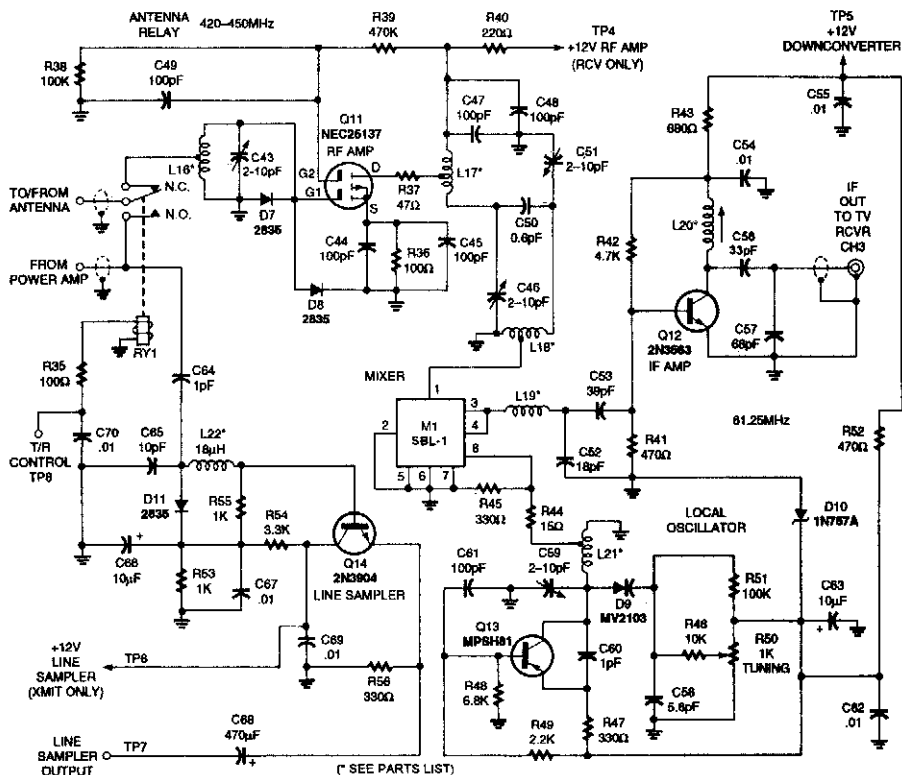 ANTENNA
RELAY
420–450MHz
R39
470K
R40
220Ω
TP4
+12V RF AMP
(RCV ONLY)
TP5
+12V
DOWNCONVERTER
R38
100K
C49
100pF
Q11
NEC25137
RF AMP
C47
100pF
C48
100pF
C51
2–10pF
R43
680Ω
C55
.01
C54
.01
L16*
C43
2–10pF
D7
2835
G2
G1
D
S
R37
47Ω
L17*
C50
0.6pF
N.C.
N.O.
TO/FROM
ANTENNA
FROM
POWER AMP
C44
100pF
R36
100Ω
C45
100pF
D8
2835
C46
2–10pF
L18*
R42
4.7K
L20*
C56
33pF
IF
OUT
TO TV
RCVR
CH3
Q12
2N3563
IF AMP
C57
68pF
RY1
R35
100Ω
C64
1pF
MIXER
1
2
3
4
8
5
6
7
M1
SBL-1
L19*
C53
39pF
C52
18pF
R41
470Ω
61.25MHz
R52
470Ω
T/R
CONTROL
TP8
C70
.01
C65
10pF
L22*
18μH
D11
2835
R55
1K
R54
3.3K
R45
330Ω
R44
15Ω
L21*
D10
1N757A
LOCAL
OSCILLATOR
C66
10μF
+
R53
1K
C67
.01
Q14
2N3904
LINE SAMPLER
C61
100pF
C59
2–10pF
D9
MV2103
R51
100K
C63
10μF
+
Q13
MPSH81
C60
1pF
R46
10K
R50
1K
TUNING
+12V
LINE
SAMPLER
(XMIT ONLY)
TP6
C69
.01
R56
330Ω
R48
6.8K
C58
5.6pF
R49
2.2K
R47
330Ω
C62
.01
LINE
SAMPLER
OUTPUT
TP7
C68
470μF
+
(* SEE PARTS LIST)